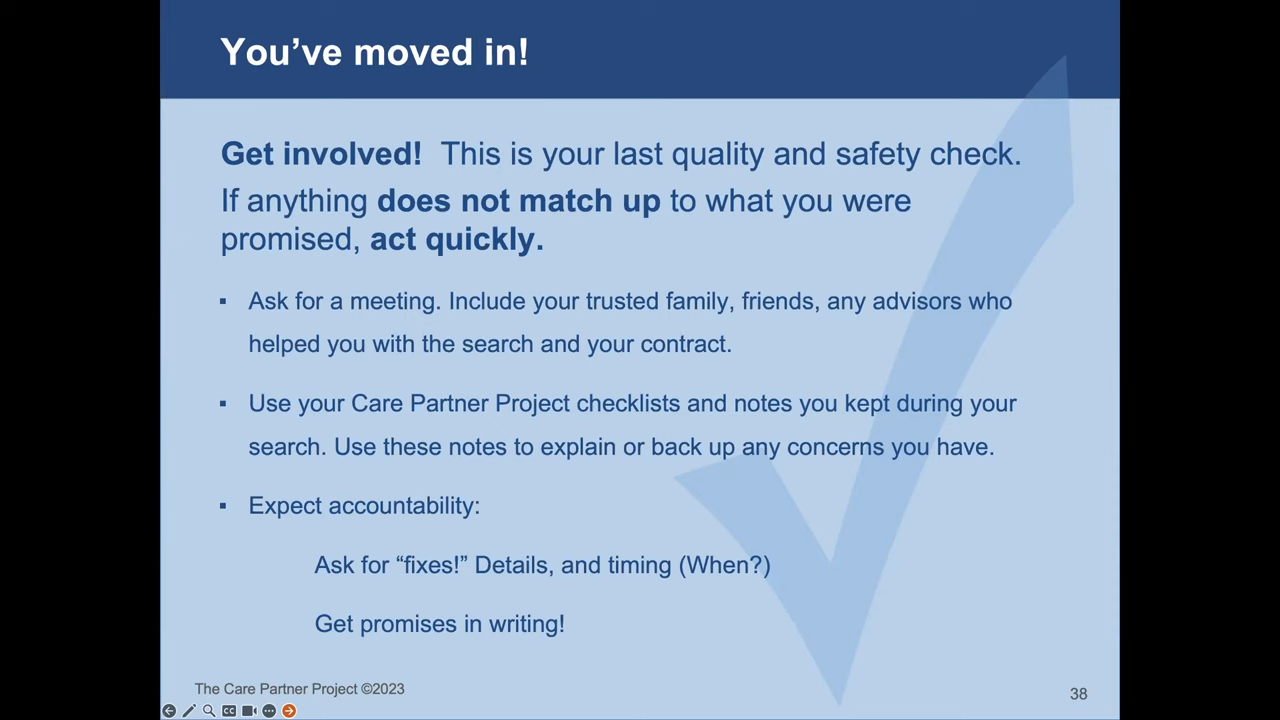 You’ve moved in!
Get involved! This is your last quality and safety check.
If anything does not match up to what you were
promised, act quickly.
▪ Ask for a meeting. Include your trusted family, friends, any advisors who
helped you with the search and your contract.
▪ Use your Care Partner Project checklists and notes you kept during your
search. Use these notes to explain or back up any concerns you have.
▪ Expect accountability:
Ask for “fixes!” Details, and timing (When?)
Get promises in writing!
The Care Partner Project ©2023
38
CC